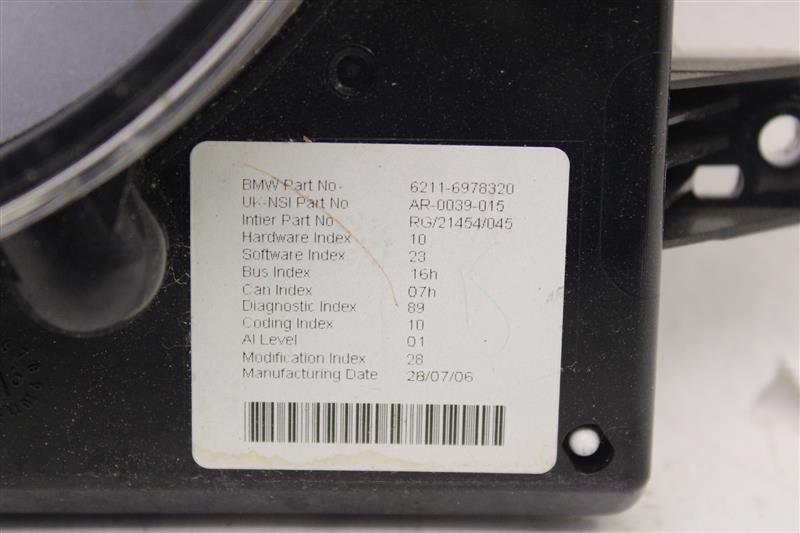 BMW Part No- 6211-6978320
UK-NSI Part No AR-0039-015
Intier Part No RG/21454/045
Hardware Index 10
Software Index 23
Bus Index 16h
Can Index 07h
Diagnostic Index 89
Coding Index 10
AI Level 01
Modification Index 28
Manufacturing Date 28/07/06